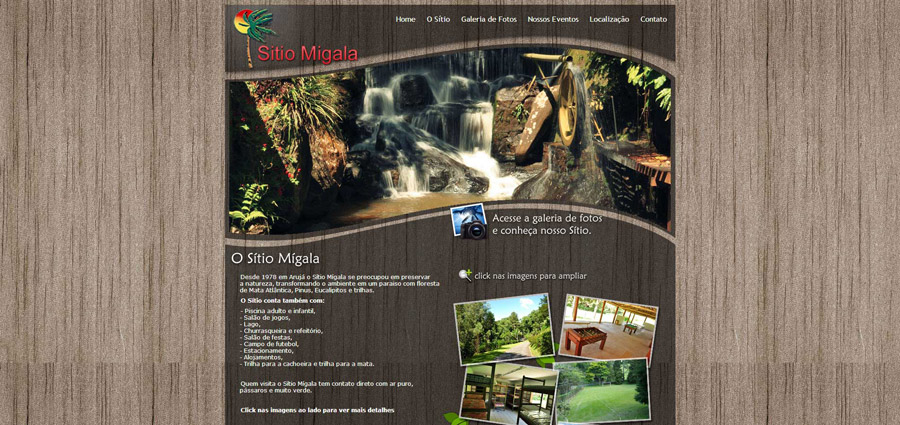 Home O Sítio Galeria de Fotos Nossos Eventos Localização Contato
Sitio Migala
Acesse a galeria de fotos
e conheça nosso Sítio.
O Sítio Mígala
click nas imagens para ampliar
Desde 1978 em Arujá o Sítio Mígala se preocupou em preservar
a natureza, transformando o ambiente em um paraíso com floresta
de Mata Atlântica, Pinus, Eucalipitos e trilhas.
O Sítio conta também com:
- Piscina adulto e infantil,
- Salão de jogos,
- Lago,
- Churrasqueira e refeitório,
- Salão de festas,
- Campo de futebol,
- Estacionamento,
- Alojamentos,
- Trilha para a cachoeira e trilha para a mata.
Quem visita o Sítio Mígala tem contato direto com ar puro,
pássaros e muito verde.
Click nas imagens ao lado para ver mais detalhes